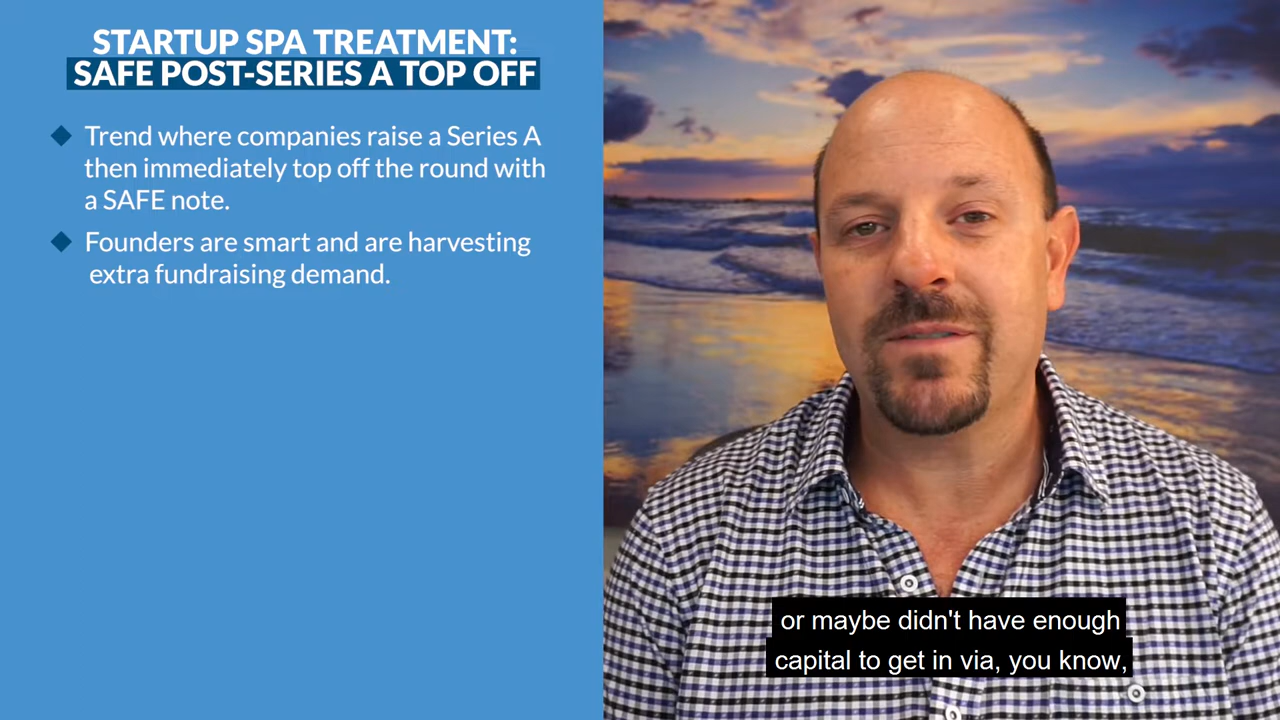 STARTUP SPA TREATMENT:
SAFE POST-SERIES A TOP OFF
Trend where companies raise a Series A
then immediately top off the round with
a SAFE note.
Founders are smart and are harvesting
extra fundraising demand.
or maybe didn't have enough
capital to get in via, you know,